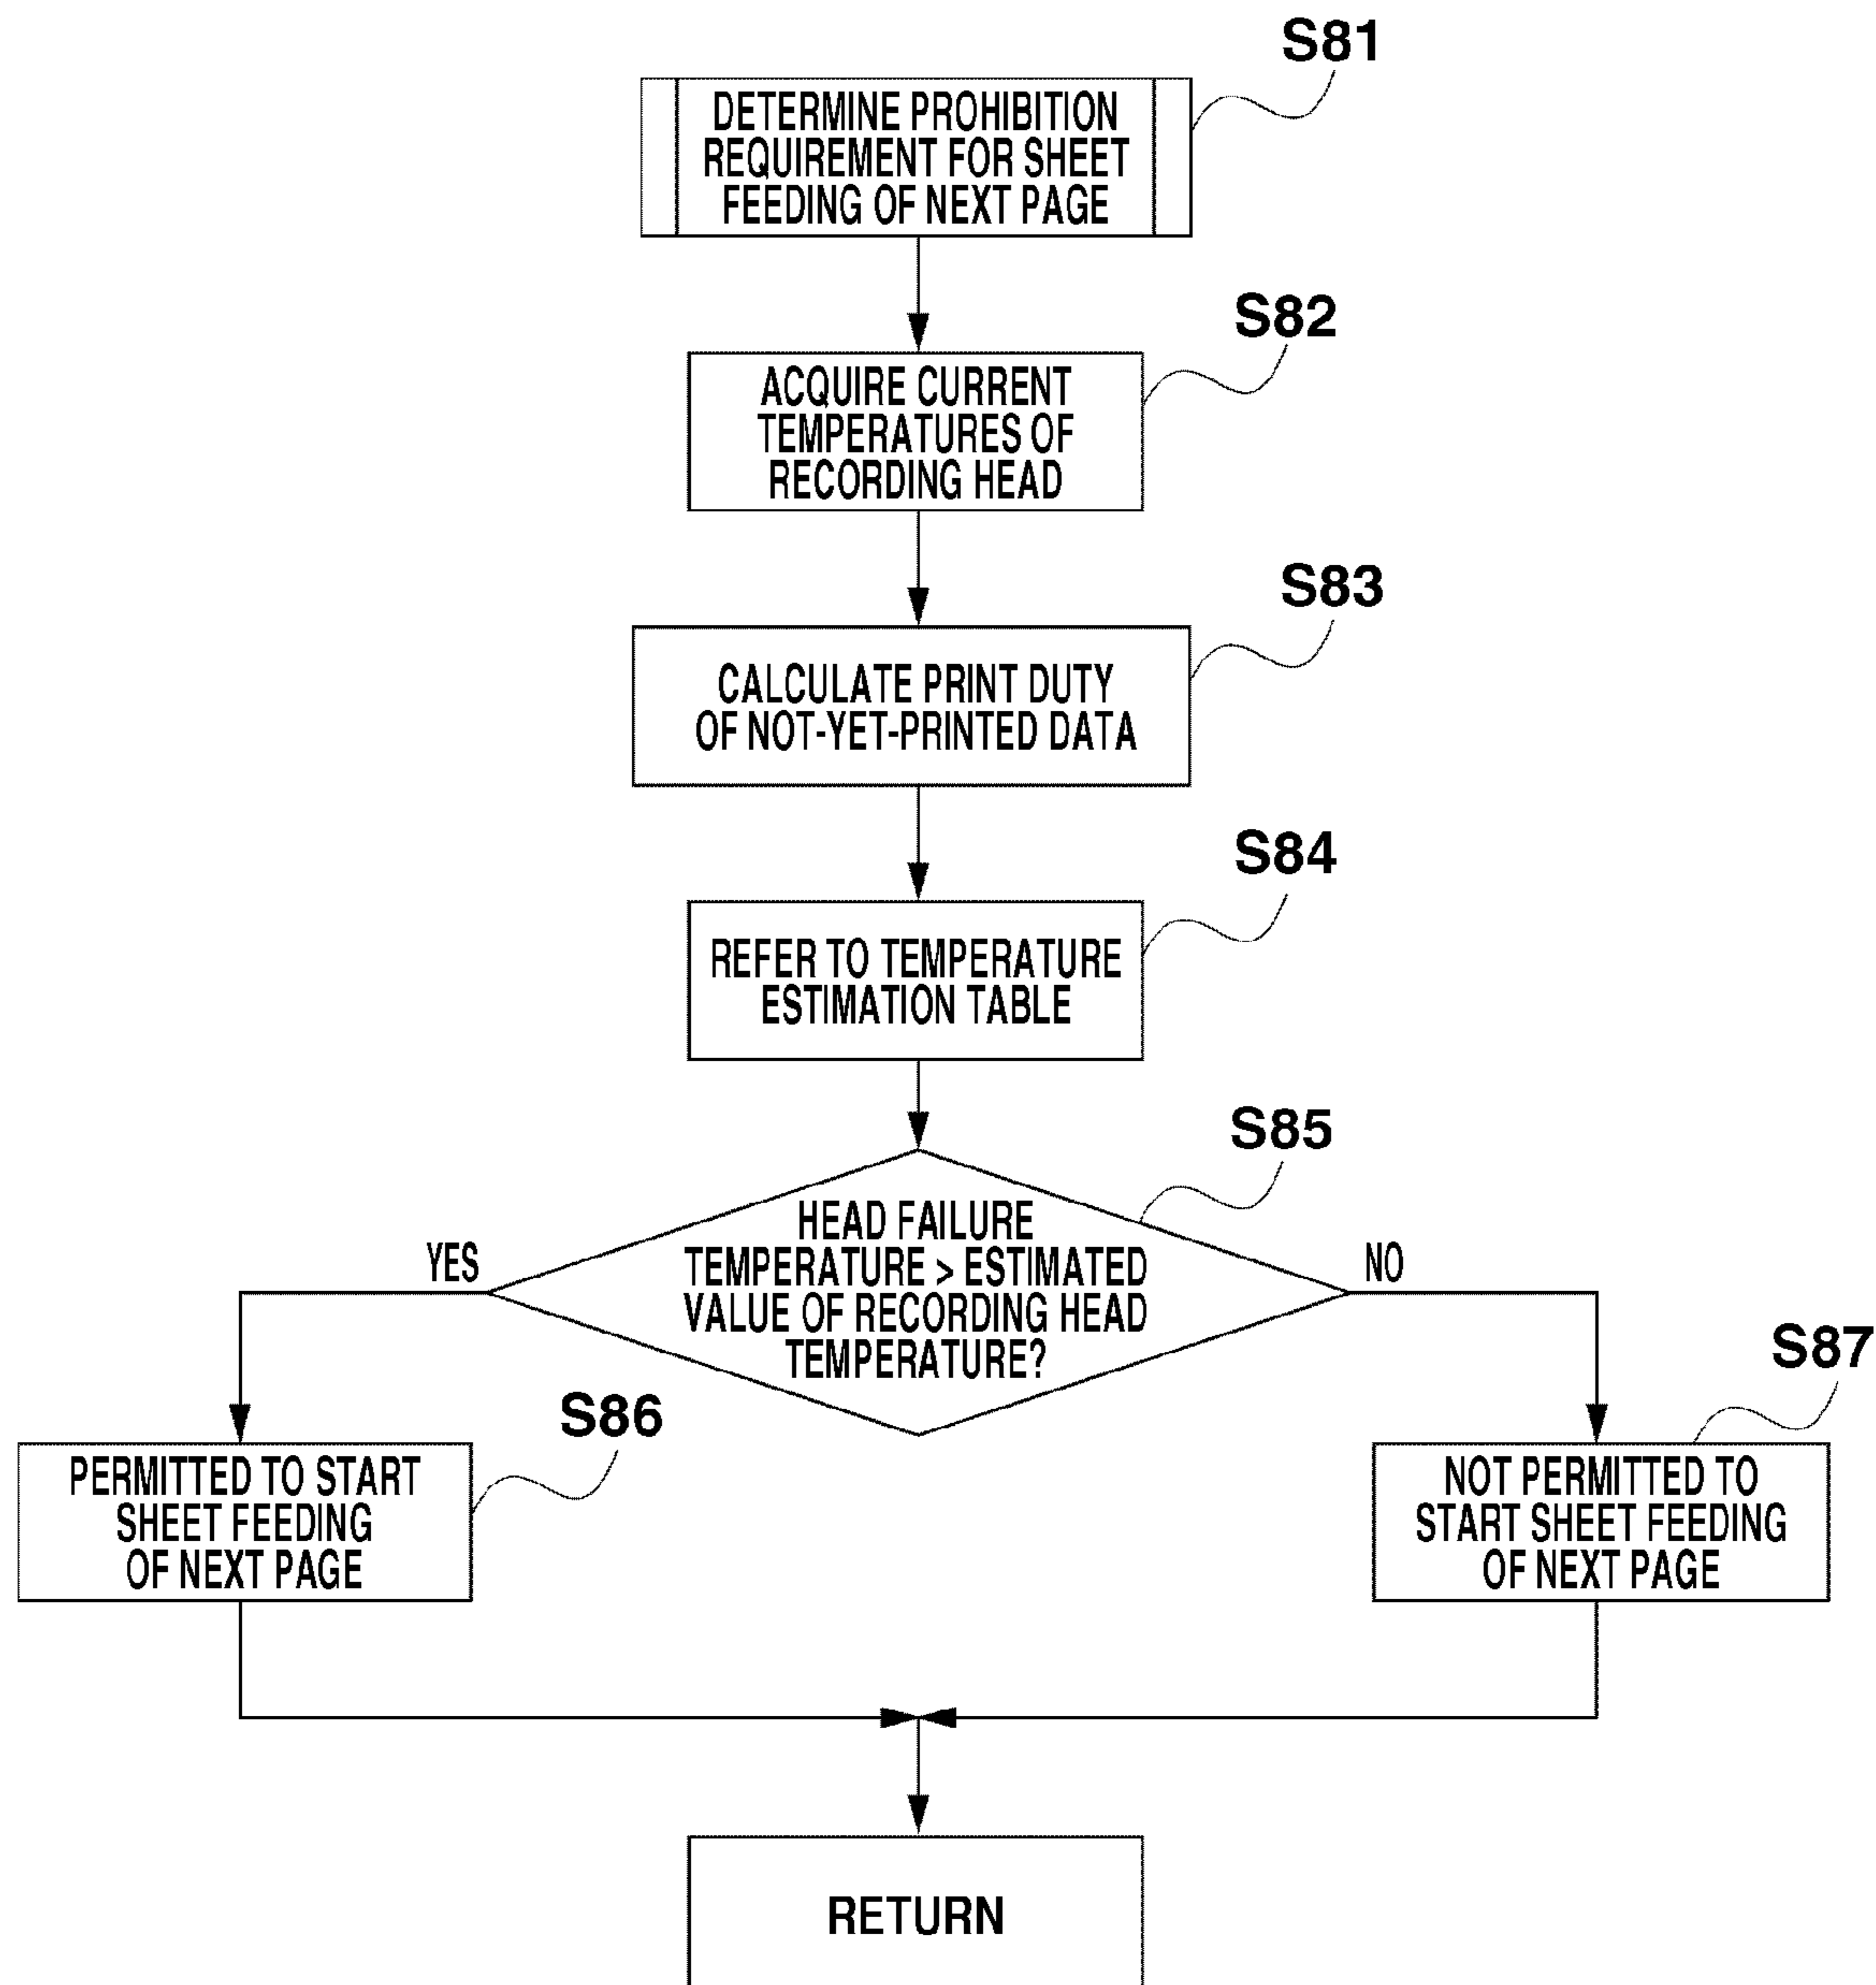 S81
DETERMINE PROHIBITION
REQUIREMENT FOR SHEET
FEEDING OF NEXT PAGE
S82
ACQUIRE CURRENT
TEMPERATURES OF
RECORDING HEAD
S83
CALCULATE PRINT DUTY
OF NOT-YET-PRINTED DATA
S84
REFER TO TEMPERATURE
ESTIMATION TABLE
S85
HEAD FAILURE
TEMPERATURE > ESTIMATED
VALUE OF RECORDING HEAD
TEMPERATURE?
YES
NO
S86
PERMITTED TO START
SHEET FEEDING
OF NEXT PAGE
S87
NOT PERMITTED TO
START SHEET FEEDING
OF NEXT PAGE
RETURN